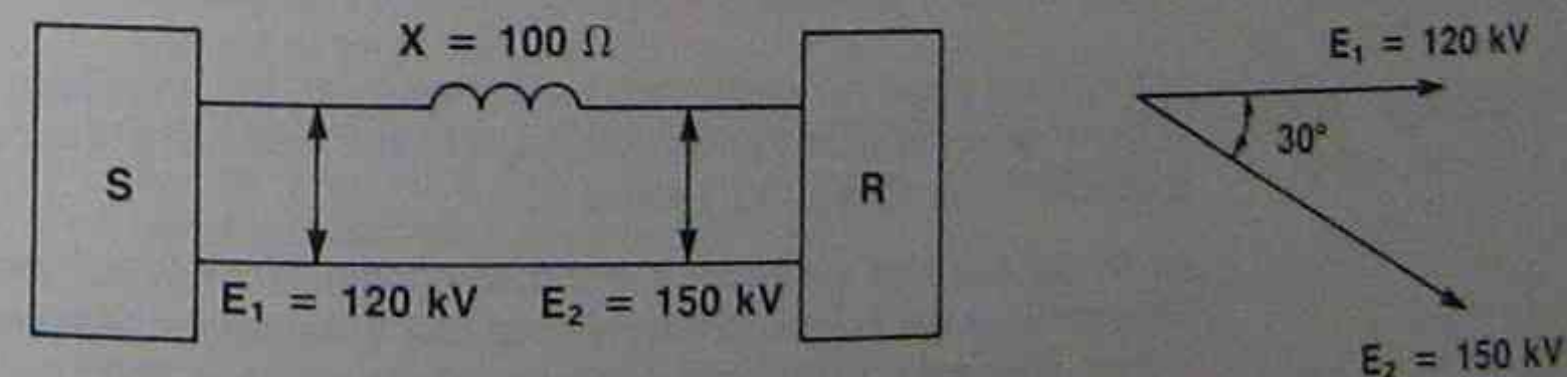 X = 100 Ω
E₁ = 120 kV
30°
S
R
E₁ = 120 kV E₂ = 150 kV
E₂ = 150 kV